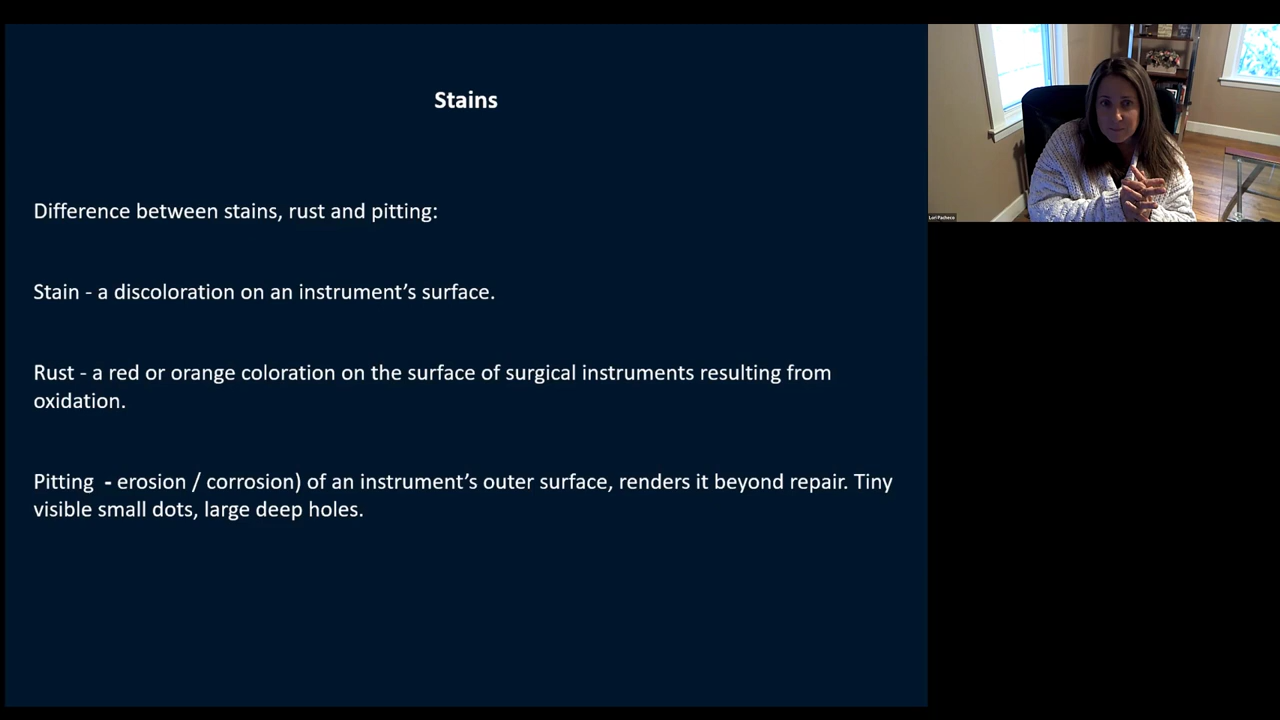 Stains
Difference between stains, rust and pitting:
Stain - a discoloration on an instrument’s surface.
Rust - a red or orange coloration on the surface of surgical instruments resulting from
oxidation.
Pitting  - erosion / corrosion) of an instrument’s outer surface, renders it beyond repair. Tiny
visible small dots, large deep holes.
Lori Pacheco